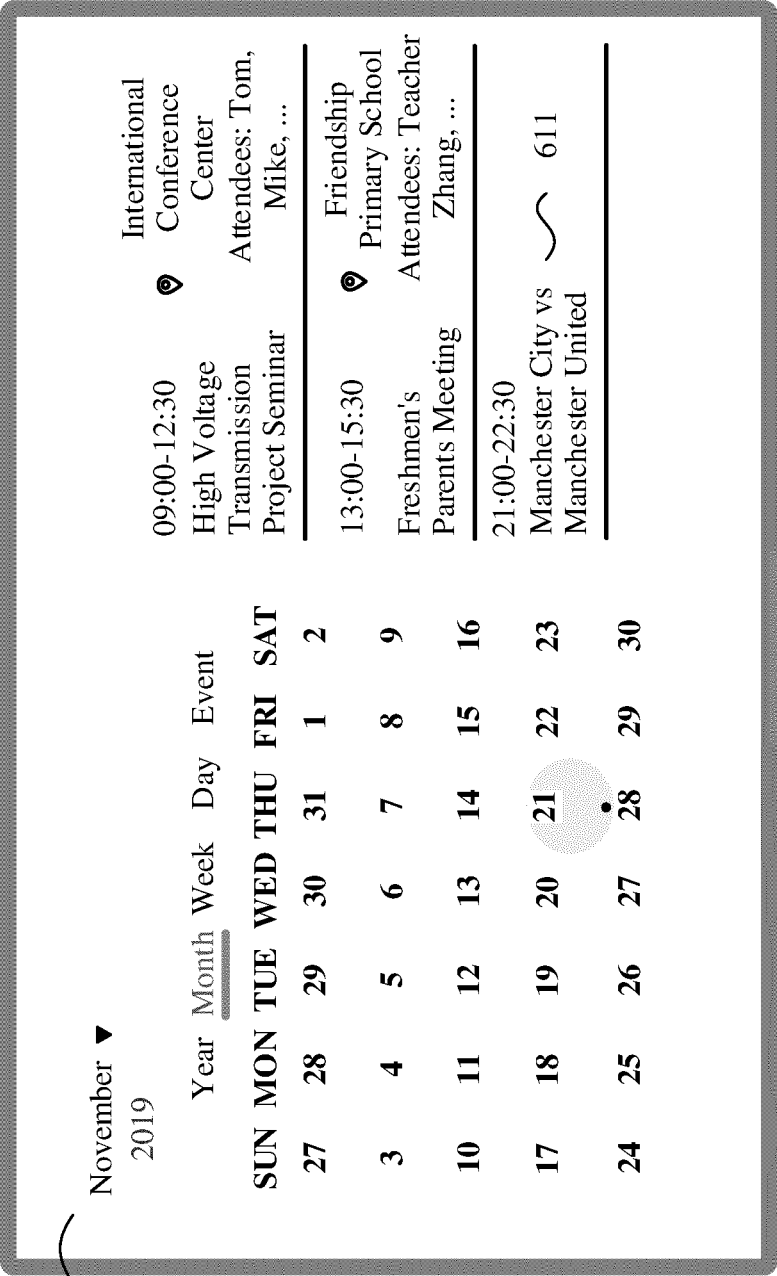 November ▼
2019
Year Month Week Day Event
SUN MON TUE WED THU FRI SAT
27 28 29 30 31 1 2
3 4 5 6 7 8 9
10 11 12 13 14 15 16
17 18 19 20 21 22 23
24 25 26 27 28 29 30
09:00-12:30
High Voltage
Transmission
Project Seminar
International
Conference
Center
Attendees: Tom,
Mike, ...
13:00-15:30
Freshmen's
Parents Meeting
Friendship
Primary School
Attendees: Teacher
Zhang, ...
21:00-22:30
Manchester City vs
Manchester United
611